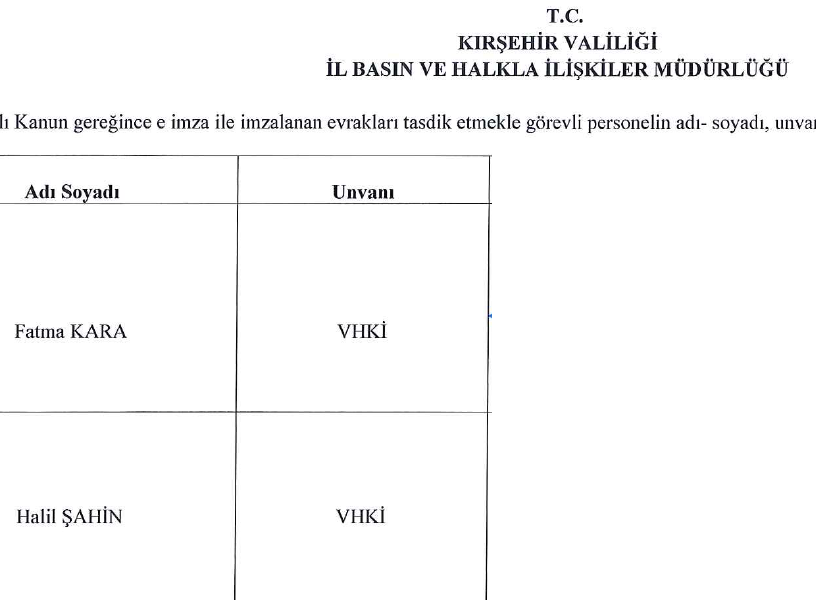 T.C.
KIRŞEHİR VALİLİĞİ
İL BASIN VE HALKLA İLİŞKİLER MÜDÜRLÜĞÜ
Kanun gereğince e imza ile imzalanan evrakları tasdik etmekle görevli personelin adı- soyadı,
Adı Soyadı Unvanı
Fatma KARA VHKİ
Halil ŞAHİN VHKİ